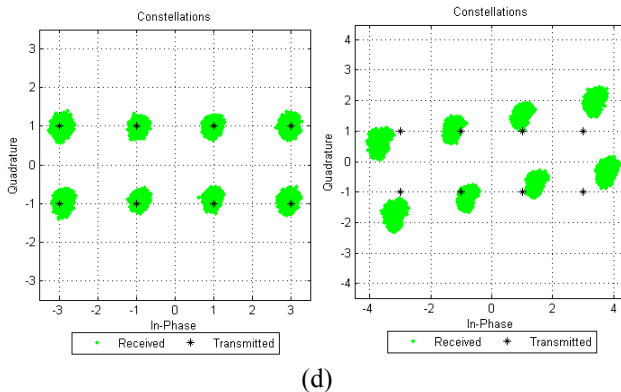 Constellations
3
2
1
0
-1
-2
-3
Quadrature
-3 -2 -1 0 1 2 3
In-Phase
Received Transmitted
Constellations
4
3
2
1
0
-1
-2
-3
-4
Quadrature
-4 -2 0 2 4
In-Phase
Received Transmitted
(d)